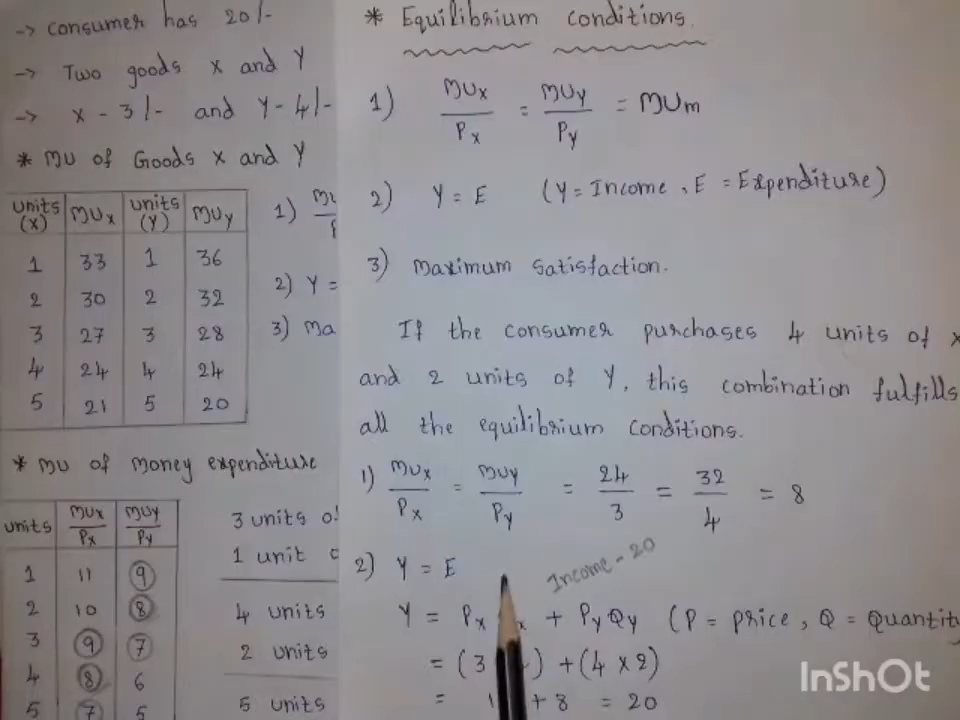 -> Consumer has 20/-
-> Two goods X and Y
-> X - 3/- and Y - 4/-
* MU of Goods X and Y
units (X) MUx units (Y) MUy
1 33 1 36
2 30 2 32
3 27 3 28
4 24 4 24
5 21 5 20
1)
2) Y =
3) Ma
* MU of Money expenditure
units MUx/Px MUy/Py
1 11 9
2 10 8
3 9 7
4 8 6
5 7 5
3 units
1 unit
4 units
2 units
5 units
* Equilibrium conditions.
1) MUx/Px = MUy/Py = MUm
2) Y = E (Y = Income, E = Expenditure)
3) Maximum Satisfaction.
If the consumer purchases 4 units of X
and 2 units of Y, this combination fulfills
all the equilibrium conditions.
1) MUx/Px = MUy/Py = 24/3 = 32/4 = 8
2) Y = E
Income - 20
Y = Px + PyQy (P = price, Q = Quantity
= (3 ) + (4 x 2)
= + 8 = 20
InShOt